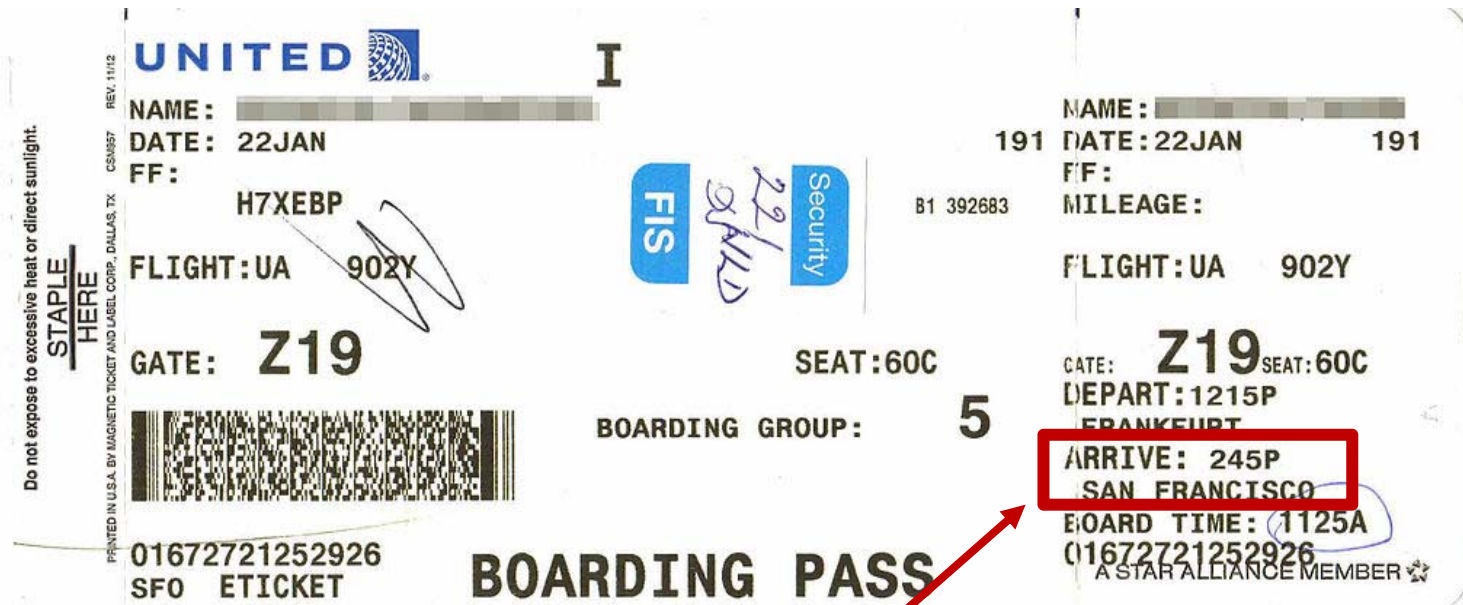 Do not expose to excessive heat or direct sunlight.
STAPLE
HERE
PRINTED IN U.S.A. BY MAGNETIC TICKET AND LABEL CORP., DALLAS, TX CSM957 REV. 11/12
UNITED
I
NAME:
DATE: 22JAN 191
FF:
H7XEBP
B1 392683
FLIGHT:UA 902Y
Security
22/
FIS
GATE: Z19 SEAT:60C
BOARDING GROUP: 5
01672721252926
SFO ETICKET
BOARDING PASS
NAME:
DATE:22JAN 191
FF:
MILEAGE:
FLIGHT:UA 902Y
GATE: Z19 SEAT:60C
DEPART:1215P
FRANKFURT
ARRIVE: 245P
SAN FRANCISCO
BOARD TIME: 1125A
01672721252926
A STAR ALLIANCE MEMBER